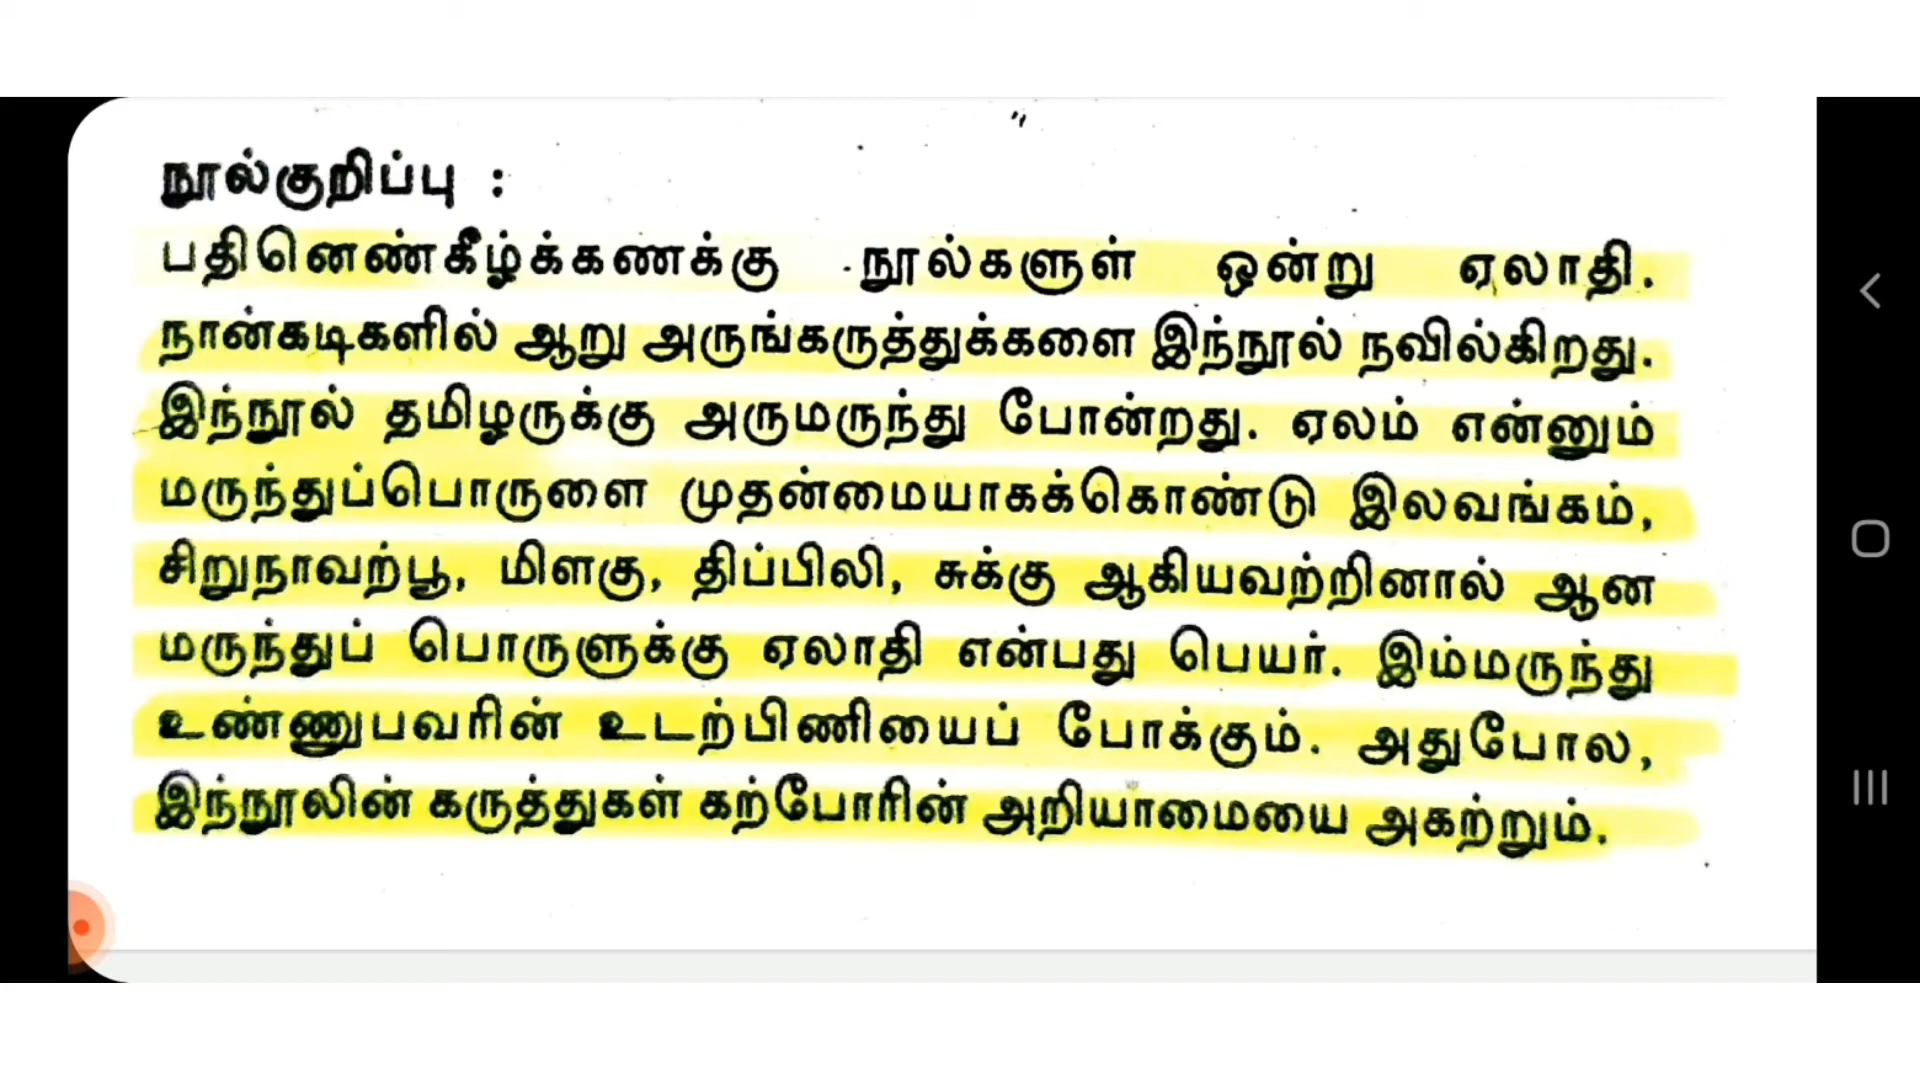 நூல்குறிப்பு :
பதினெண்கீழ்க்கணக்கு நூல்களுள் ஒன்று ஏலாதி.
நான்கடிகளில் ஆறு அருங்கருத்துக்களை இந்நூல் நவில்கிறது.
இந்நூல் தமிழருக்கு அருமருந்து போன்றது. ஏலம் என்னும்
மருந்துப்பொருளை முதன்மையாகக்கொண்டு இலவங்கம்,
சிறுநாவற்பூ, மிளகு, திப்பிலி, சுக்கு ஆகியவற்றினால் ஆன
மருந்துப் பொருளுக்கு ஏலாதி என்பது பெயர். இம்மருந்து
உண்ணுபவரின் உடற்பிணியைப் போக்கும். அதுபோல,
இந்நூலின் கருத்துகள் கற்போரின் அறியாமையை அகற்றும்.